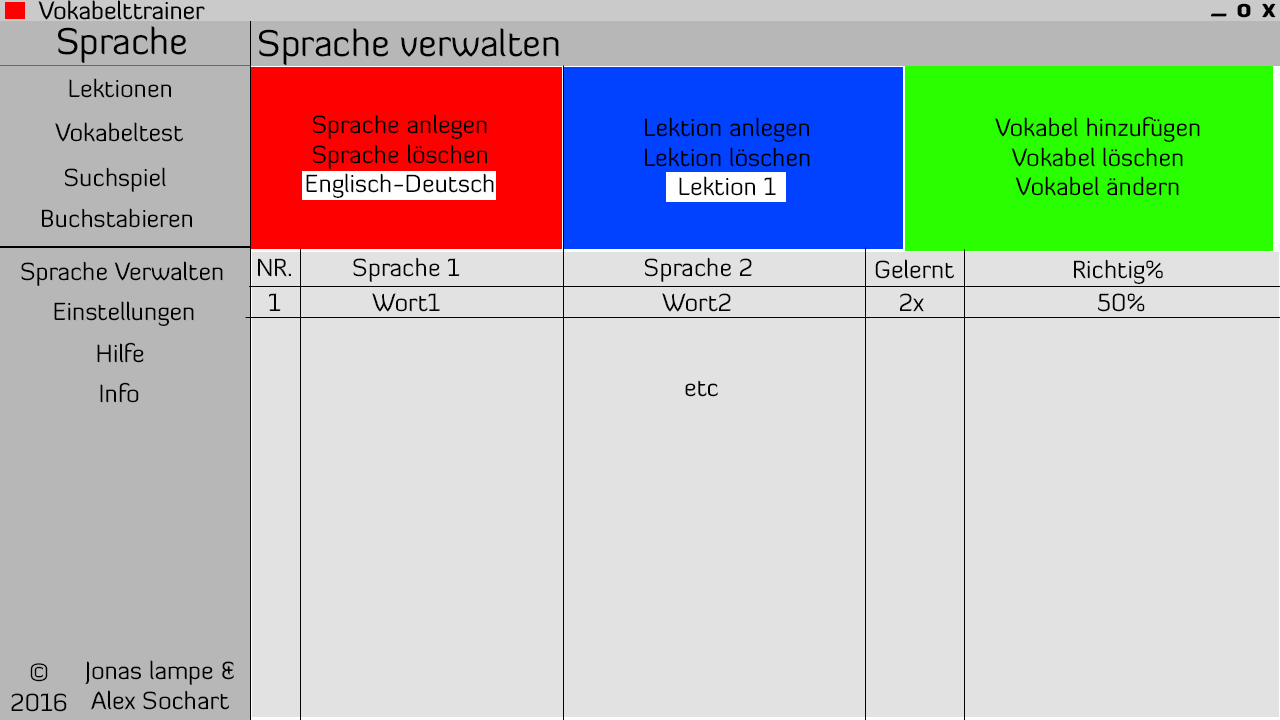 Vokabelttrainer
_ o x
Sprache
Sprache verwalten
Lektionen
Vokabeltest
Suchspiel
Buchstabieren
Sprache Verwalten
Einstellungen
Hilfe
Info
© Jonas lampe &
2016 Alex Sochart
Sprache anlegen
Sprache löschen
Englisch-Deutsch
Lektion anlegen
Lektion löschen
Lektion 1
Vokabel hinzufügen
Vokabel löschen
Vokabel ändern
NR. Sprache 1 Sprache 2 Gelernt Richtig%
1 Wort1 Wort2 2x 50%
etc